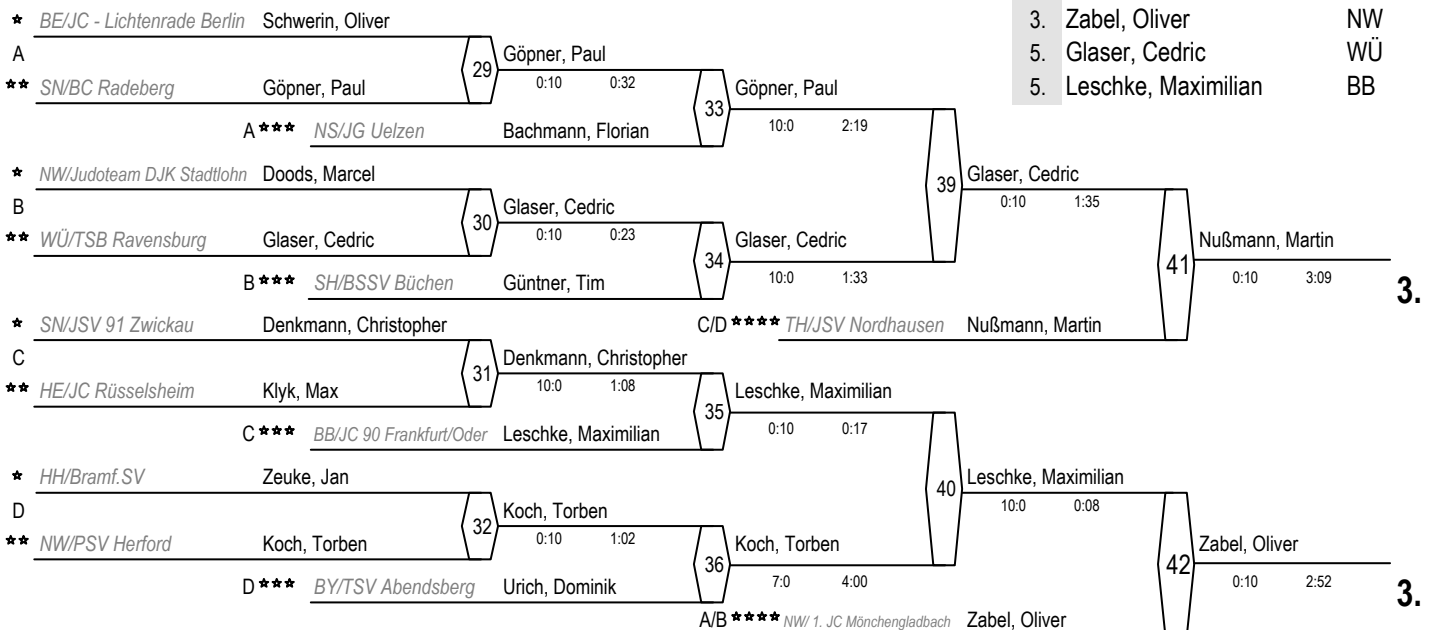 ★ BE/JC - Lichtenrade Berlin Schwerin, Oliver
A
★★ SN/BC Radeberg Göpner, Paul
29
Göpner, Paul
0:10 0:32
A ★★★ NS/JG Uelzen Bachmann, Florian
33
Göpner, Paul
10:0 2:19
★ NW/Judoteam DJK Stadtlohn Doods, Marcel
B
★★ WÜ/TSB Ravensburg Glaser, Cedric
30
Glaser, Cedric
0:10 0:23
B ★★★ SH/BSSV Büchen Güntner, Tim
34
Glaser, Cedric
10:0 1:33
39
Glaser, Cedric
0:10 1:35
C/D ★★★★ TH/JSV Nordhausen Nußmann, Martin
41
Nußmann, Martin
0:10 3:09
3.
★ SN/JSV 91 Zwickau Denkmann, Christopher
C
★★ HE/JC Rüsselsheim Klyk, Max
31
Denkmann, Christopher
10:0 1:08
C ★★★ BB/JC 90 Frankfurt/Oder Leschke, Maximilian
35
Leschke, Maximilian
0:10 0:17
★ HH/Bramf.SV Zeuke, Jan
D
★★ NW/PSV Herford Koch, Torben
32
Koch, Torben
0:10 1:02
D ★★★ BY/TSV Abendsberg Urich, Dominik
36
Koch, Torben
7:0 4:00
40
Leschke, Maximilian
10:0 0:08
A/B ★★★★ NW/ 1. JC Mönchengladbach Zabel, Oliver
42
Zabel, Oliver
0:10 2:52
3.
3. Zabel, Oliver NW
5. Glaser, Cedric WÜ
5. Leschke, Maximilian BB